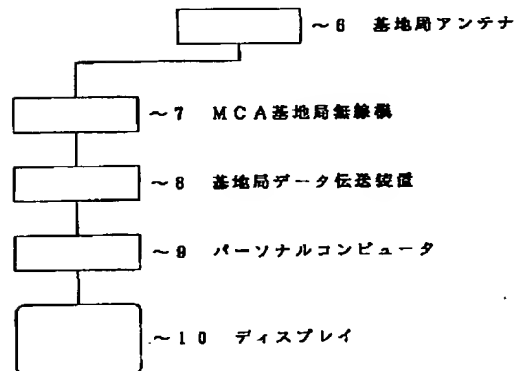 ~6 基地局アンテナ
~7 MCA基地局無線機
~8 基地局データ伝送装置
~9 パーソナルコンピュータ
~10 ディスプレイ